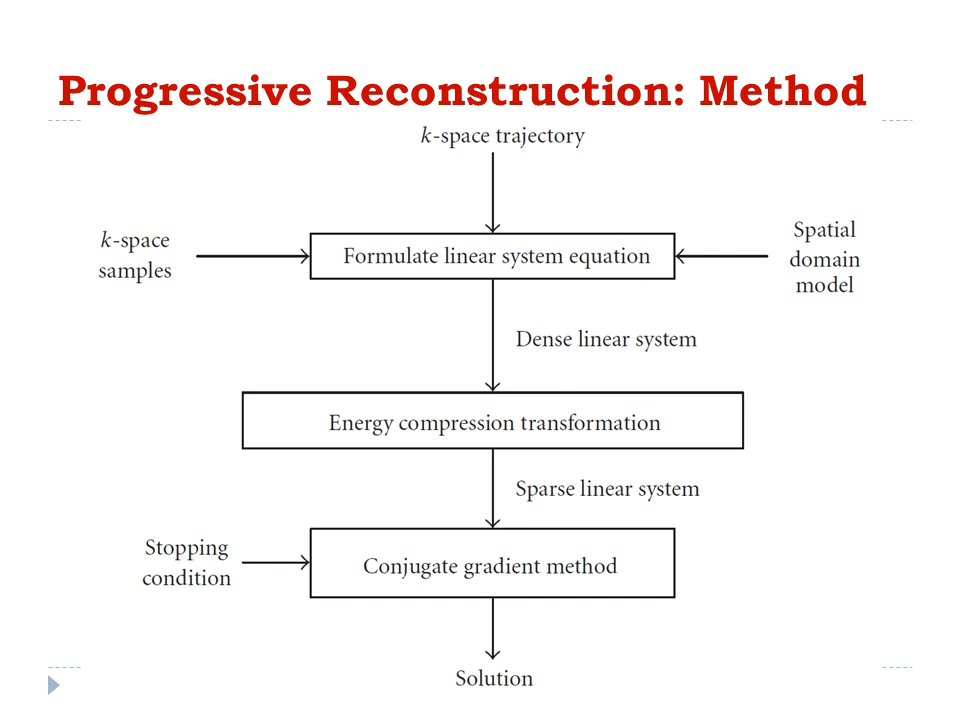 Progressive Reconstruction: Method
k-space trajectory
k-space
samples
Formulate linear system equation
Spatial
domain
model
Dense linear system
Energy compression transformation
Sparse linear system
Stopping
condition
Conjugate gradient method
Solution